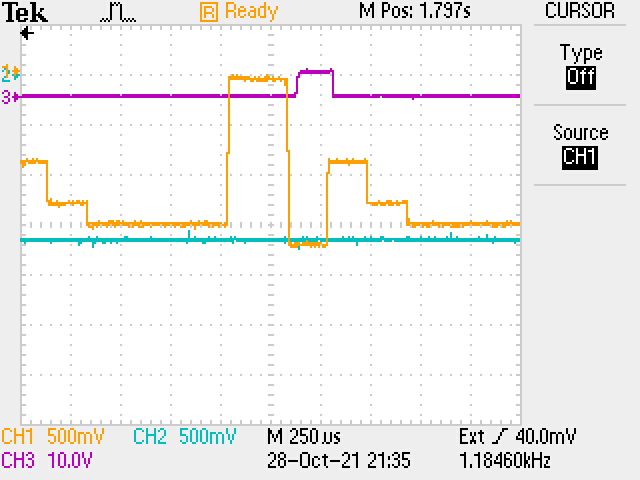 Tek R Ready M Pos: 1.797s CURSOR
Type
Off
Source
CH1
1
2
3
CH1 500mV CH2 500mV M 250µs Ext 40.0mV
CH3 10.0V 28-Oct-21 21:35 1.18460kHz